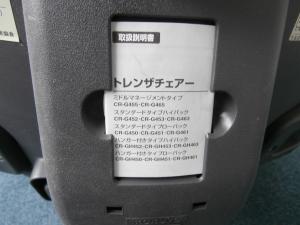 取扱説明書
トレンザチェアー
ミドルマネージメントタイプ
CR-G455・CR-G465
スタンダードタイプハイバック
CR-G452・CR-G453・CR-G463
スタンダードタイプローバック
CR-G450・CR-G451・CR-G461
ハンガー付きタイプハイバック
CR-GH452・CR-GH453・CR-GH463
ハンガー付きタイプローバック
CR-GH450・CR-GH451・CR-GH461